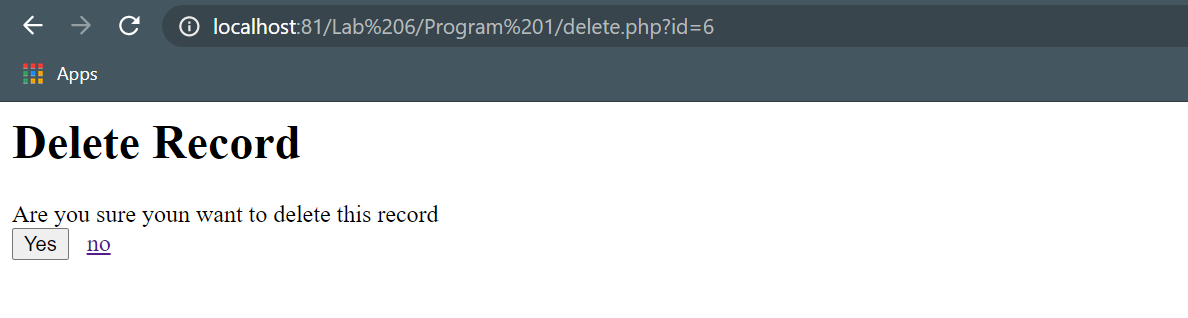 localhost:81/Lab%206/Program%201/delete.php?id=6
Apps
Delete Record
Are you sure youn want to delete this record
Yes no